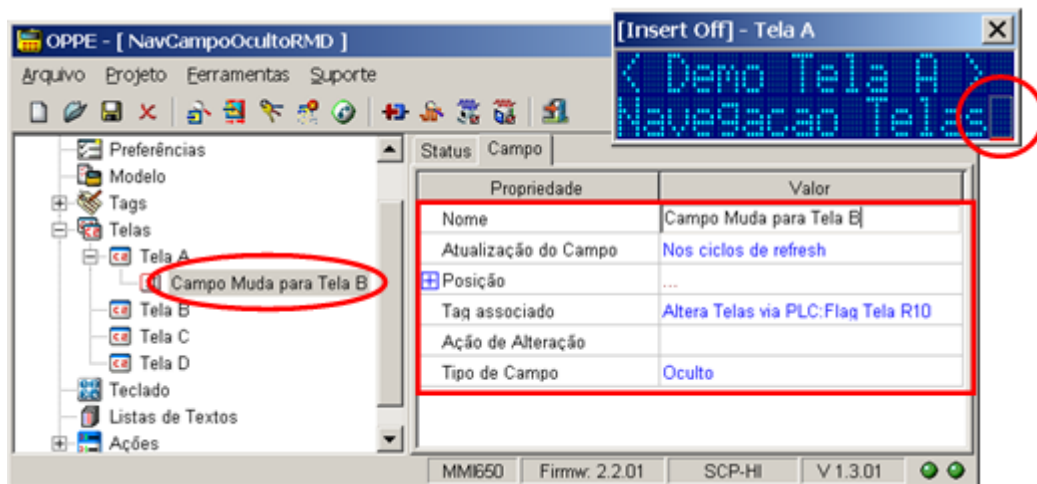 OPPE - [ NavCampoOcultoRMD ]
Arquivo Projeto Eerramentas Suporte
[Insert Off] - Tela A
< Demo Tela A >
Navegacao Telas
Preferências
Modelo
Tags
Telas
Tela A
Campo Muda para Tela B
Tela B
Tela C
Tela D
Teclado
Listas de Textos
Ações
Status Campo
Propriedade Valor
Nome Campo Muda para Tela B
Atualização do Campo Nos ciclos de refresh
Posição ...
Tag associado Altera Telas via PLC:Flag Tela R10
Ação de Alteração
Tipo de Campo Oculto
MMI650 Firmw: 2.2.01 SCP-HI V 1.3.01